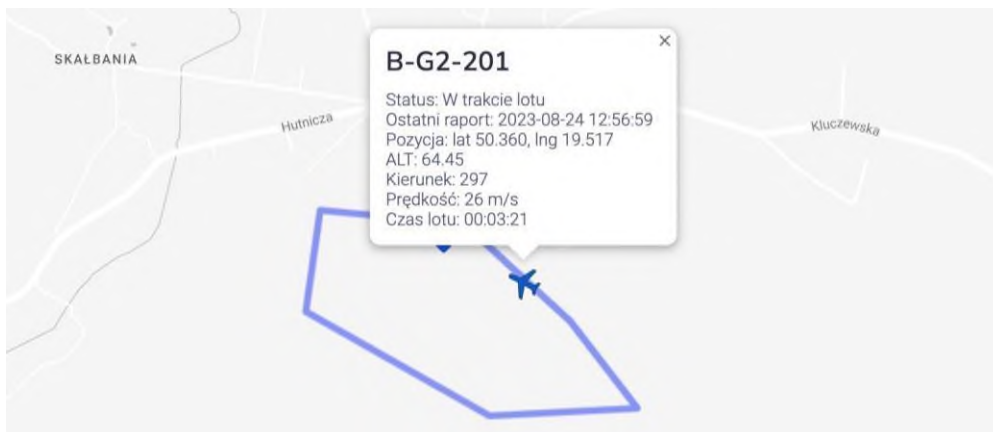 SKAŁBANIA
B-G2-201
Status: W trakcie lotu
Ostatni raport: 2023-08-24 12:56:59
Pozycja: lat 50.360, lng 19.517
ALT: 64.45
Kierunek: 297
Prędkość: 26 m/s
Czas lotu: 00:03:21
Hutnicza
Kluczewska